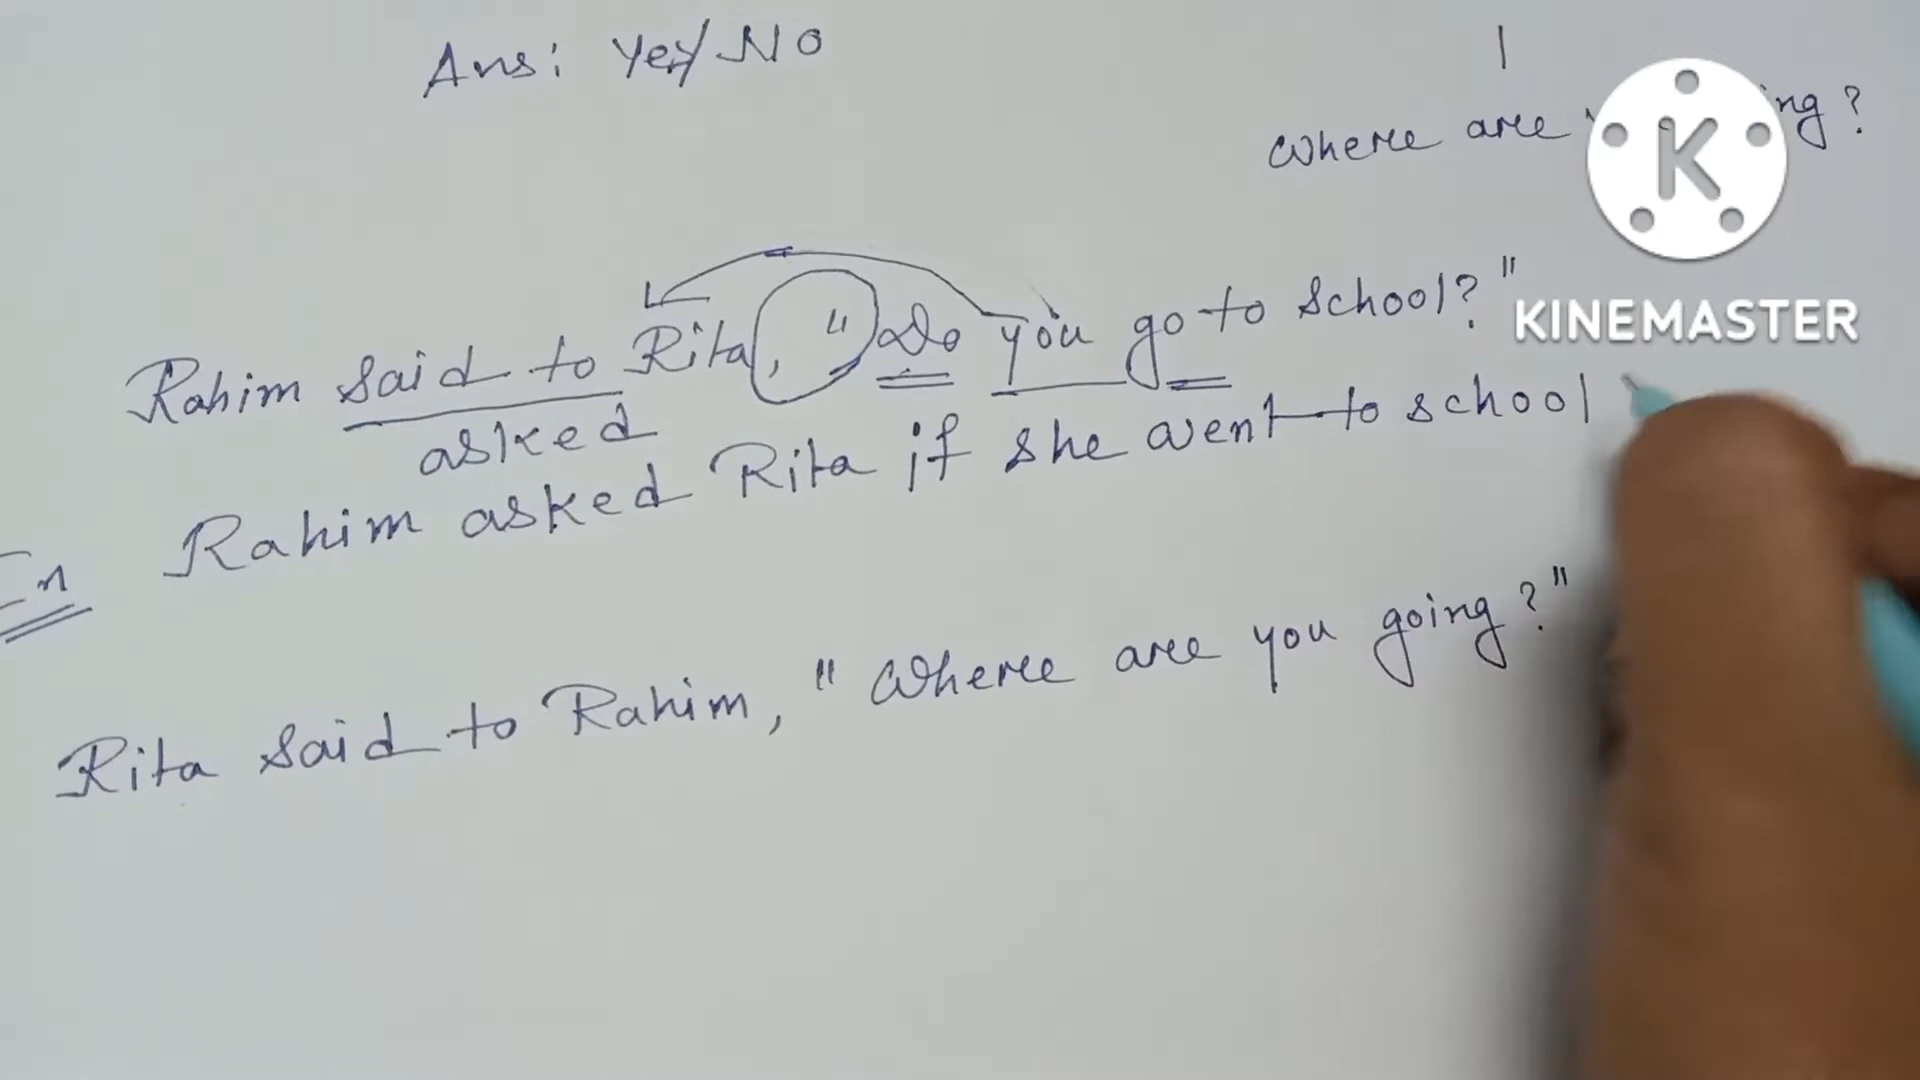 Ans: Yes/No
Where are ing?
KINEMASTER
Rahim said to Rita, "Do you go to school?"
asked
Rahim asked Rita if she went to school
Rita said to Rahim, "Where are you going?"